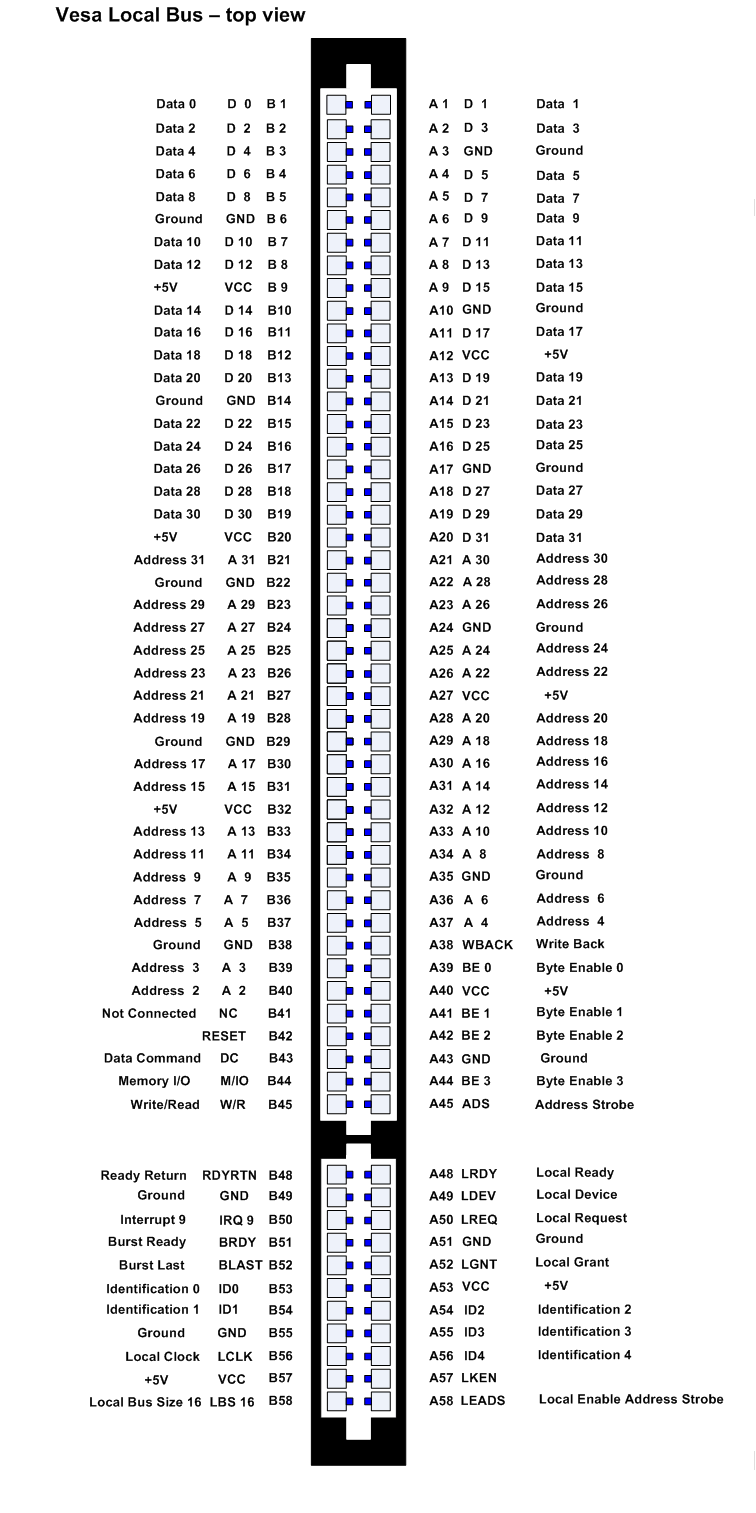 Vesa Local Bus – top view
Data 0 D 0 B 1 A 1 D 1 Data 1
Data 2 D 2 B 2 A 2 D 3 Data 3
Data 4 D 4 B 3 A 3 GND Ground
Data 6 D 6 B 4 A 4 D 5 Data 5
Data 8 D 8 B 5 A 5 D 7 Data 7
Ground GND B 6 A 6 D 9 Data 9
Data 10 D 10 B 7 A 7 D 11 Data 11
Data 12 D 12 B 8 A 8 D 13 Data 13
+5V VCC B 9 A 9 D 15 Data 15
Data 14 D 14 B10 A10 GND Ground
Data 16 D 16 B11 A11 D 17 Data 17
Data 18 D 18 B12 A12 VCC +5V
Data 20 D 20 B13 A13 D 19 Data 19
Ground GND B14 A14 D 21 Data 21
Data 22 D 22 B15 A15 D 23 Data 23
Data 24 D 24 B16 A16 D 25 Data 25
Data 26 D 26 B17 A17 GND Ground
Data 28 D 28 B18 A18 D 27 Data 27
Data 30 D 30 B19 A19 D 29 Data 29
+5V VCC B20 A20 D 31 Data 31
Address 31 A 31 B21 A21 A 30 Address 30
Ground GND B22 A22 A 28 Address 28
Address 29 A 29 B23 A23 A 26 Address 26
Address 27 A 27 B24 A24 GND Ground
Address 25 A 25 B25 A25 A 24 Address 24
Address 23 A 23 B26 A26 A 22 Address 22
Address 21 A 21 B27 A27 VCC +5V
Address 19 A 19 B28 A28 A 20 Address 20
Ground GND B29 A29 A 18 Address 18
Address 17 A 17 B30 A30 A 16 Address 16
Address 15 A 15 B31 A31 A 14 Address 14
+5V VCC B32 A32 A 12 Address 12
Address 13 A 13 B33 A33 A 10 Address 10
Address 11 A 11 B34 A34 A 8 Address 8
Address 9 A 9 B35 A35 GND Ground
Address 7 A 7 B36 A36 A 6 Address 6
Address 5 A 5 B37 A37 A 4 Address 4
Ground GND B38 A38 WBACK Write Back
Address 3 A 3 B39 A39 BE 0 Byte Enable 0
Address 2 A 2 B40 A40 VCC +5V
Not Connected NC B41 A41 BE 1 Byte Enable 1
RESET B42 A42 BE 2 Byte Enable 2
Data Command DC B43 A43 GND Ground
Memory I/O M/IO B44 A44 BE 3 Byte Enable 3
Write/Read W/R B45 A45 ADS Address Strobe
Ready Return RDYRTN B48 A48 LRDY Local Ready
Ground GND B49 A49 LDEV Local Device
Interrupt 9 IRQ 9 B50 A50 LREQ Local Request
Burst Ready BRDY B51 A51 GND Ground
Burst Last BLAST B52 A52 LGNT Local Grant
Identification 0 ID0 B53 A53 VCC +5V
Identification 1 ID1 B54 A54 ID2 Identification 2
Ground GND B55 A55 ID3 Identification 3
Local Clock LCLK B56 A56 ID4 Identification 4
+5V VCC B57 A57 LKEN
Local Bus Size 16 LBS 16 B58 A58 LEADS Local Enable Address Strobe